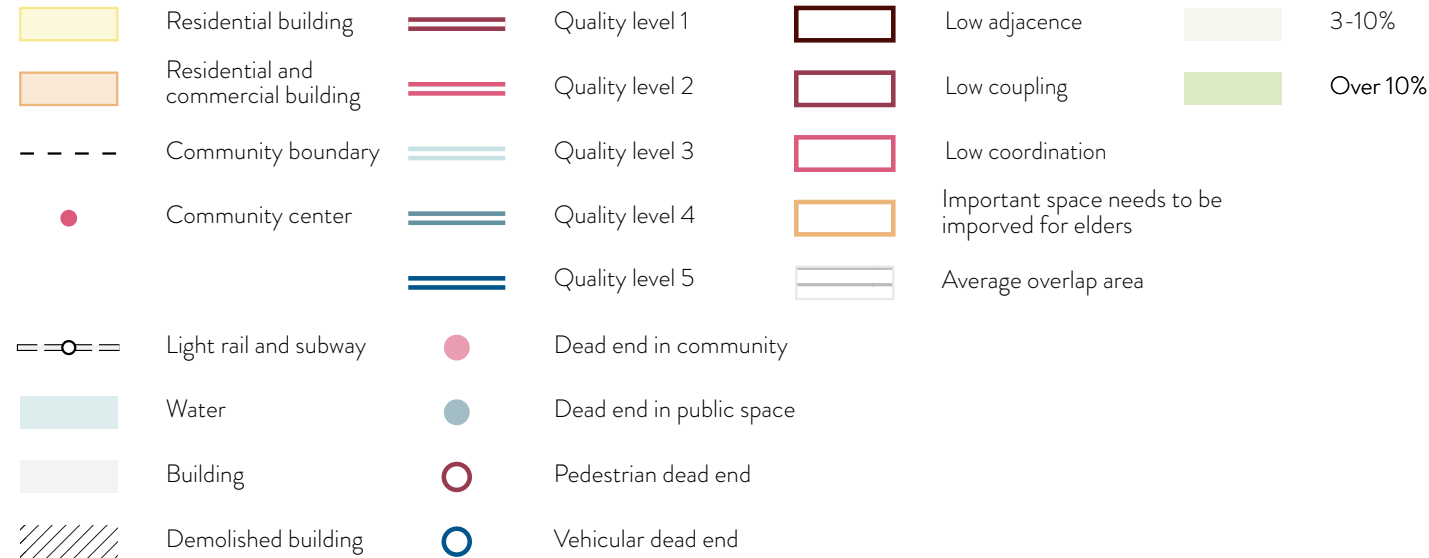 Residential building
Residential and
commercial building
Community boundary
Community center
Light rail and subway
Water
Building
Demolished building
Quality level 1
Quality level 2
Quality level 3
Quality level 4
Quality level 5
Dead end in community
Dead end in public space
Pedestrian dead end
Vehicular dead end
Low adjacence
Low coupling
Low coordination
Important space needs to be
imporved for elders
Average overlap area
3-10%
Over 10%